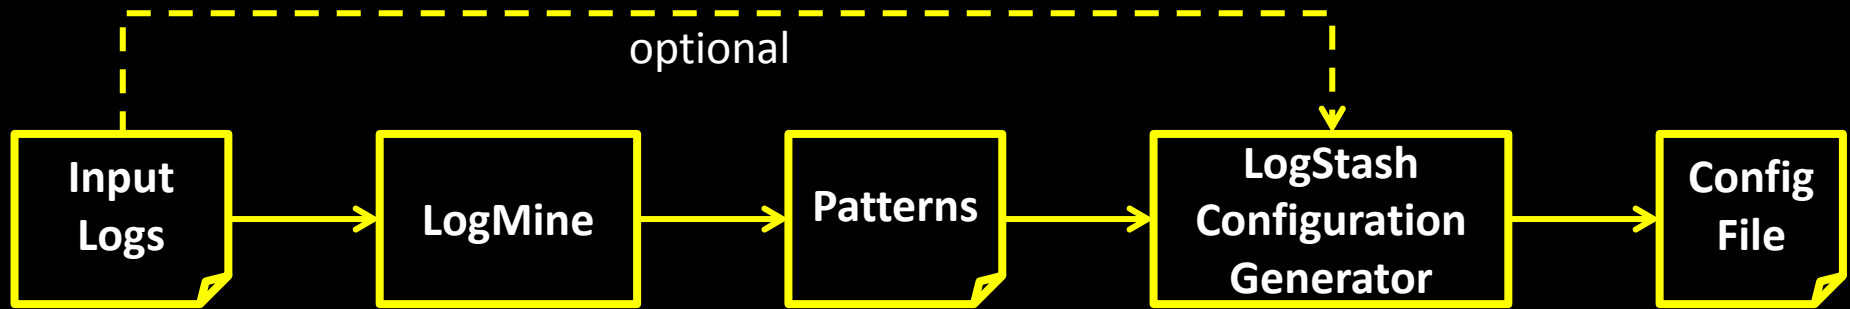 optional
Input
Logs
LogMine
Patterns
LogStash
Configuration
Generator
Config
File